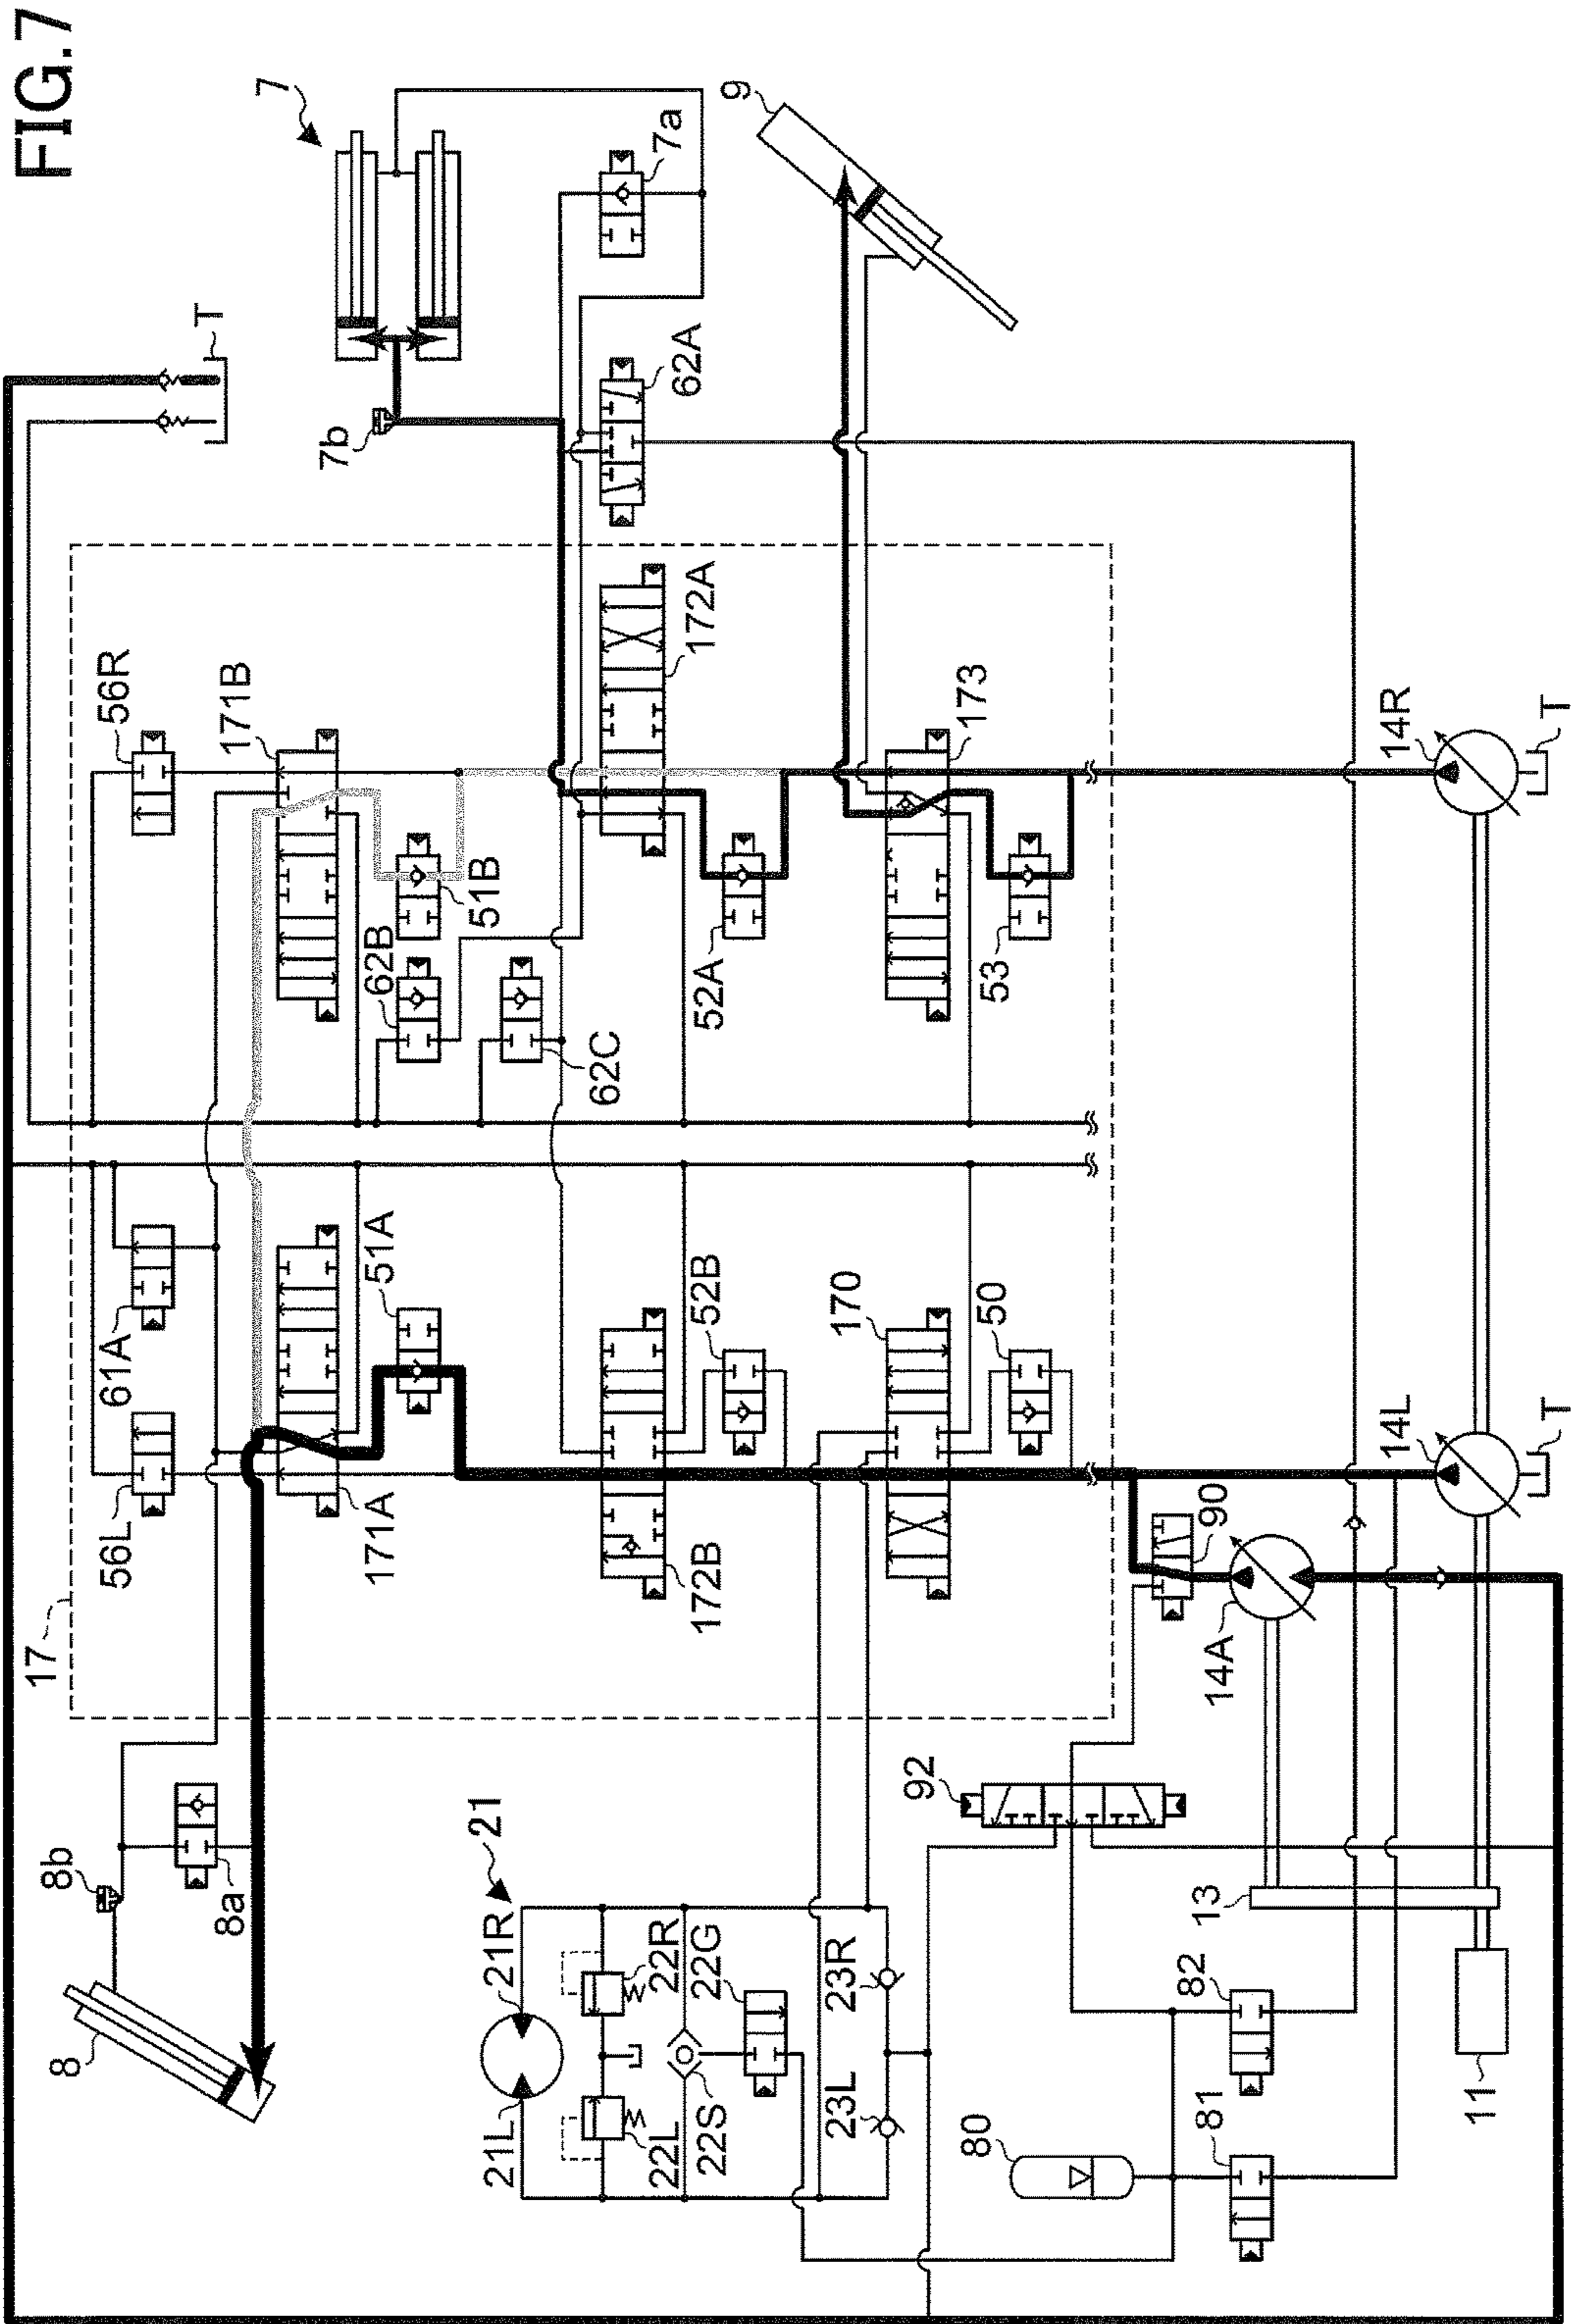 FIG.7
7
7a
9
T
7b
62A
56R
171B
172A
173
14R
T
62B
51B
62C
52A
53
61A
51A
52B
170
50
56L
171A
172B
90
14L
T
14A
17
92
8b
8a
8
21
21R
21L
22R
22G
22L
22S
23R
23L
13
82
80
81
11